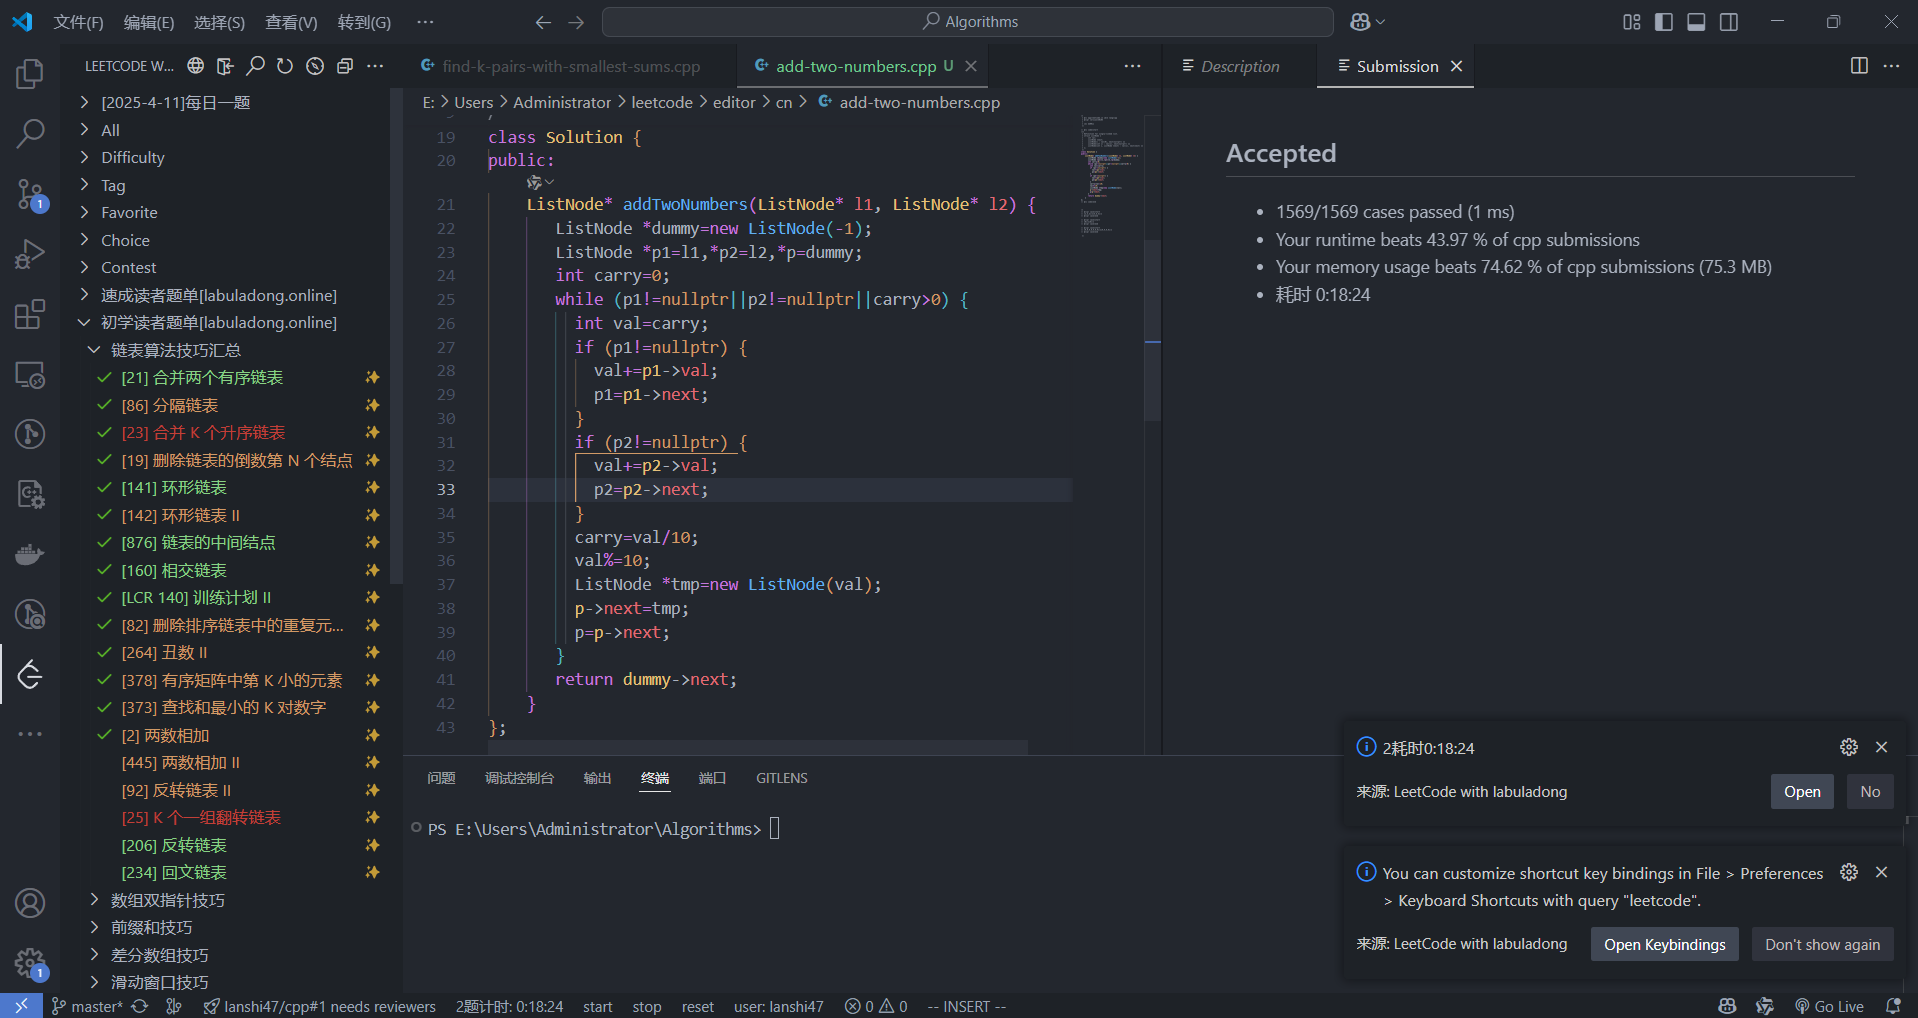 文件(F) 编辑(E) 选择(S) 查看(V) 转到(G) ··· Algorithms
LEETCODE W...
[2025-4-11]每日一题
All
Difficulty
Tag
Favorite
Choice
Contest
速成读者题单[labuladong.online]
初学读者题单[labuladong.online]
链表算法技巧汇总
[21] 合并两个有序链表
[86] 分隔链表
[23] 合并 K 个升序链表
[19] 删除链表的倒数第 N 个结点
[141] 环形链表
[142] 环形链表 II
[876] 链表的中间结点
[160] 相交链表
[LCR 140] 训练计划 II
[82] 删除排序链表中的重复元...
[264] 丑数 II
[378] 有序矩阵中第 K 小的元素
[373] 查找和最小的 K 对数字
[2] 两数相加
[445] 两数相加 II
[92] 反转链表 II
[25] K 个一组翻转链表
[206] 反转链表
[234] 回文链表
数组双指针技巧
前缀和技巧
差分数组技巧
滑动窗口技巧
1
1
find-k-pairs-with-smallest-sums.cpp add-two-numbers.cpp U
E: > Users > Administrator > leetcode > editor > cn > add-two-numbers.cpp
19 class Solution {
20 public:
21 ListNode* addTwoNumbers(ListNode* l1, ListNode* l2) {
22 ListNode *dummy=new ListNode(-1);
23 ListNode *p1=l1,*p2=l2,*p=dummy;
24 int carry=0;
25 while (p1!=nullptr||p2!=nullptr||carry>0) {
26 int val=carry;
27 if (p1!=nullptr) {
28 val+=p1->val;
29 p1=p1->next;
30 }
31 if (p2!=nullptr) {
32 val+=p2->val;
33 p2=p2->next;
34 }
35 carry=val/10;
36 val%=10;
37 ListNode *tmp=new ListNode(val);
38 p->next=tmp;
39 p=p->next;
40 }
41 return dummy->next;
42 }
43 };
Description Submission
Accepted
• 1569/1569 cases passed (1 ms)
• Your runtime beats 43.97 % of cpp submissions
• Your memory usage beats 74.62 % of cpp submissions (75.3 MB)
• 耗时 0:18:24
问题 调试控制台 输出 终端 端口 GITLENS
PS E:\Users\Administrator\Algorithms>
2耗时0:18:24
来源: LeetCode with labuladong Open No
You can customize shortcut key bindings in File > Preferences
> Keyboard Shortcuts with query "leetcode".
来源: LeetCode with labuladong Open Keybindings Don't show again
master* lanshi47/cpp#1 needs reviewers 2题计时: 0:18:24 start stop reset user: lanshi47 0 0 -- INSERT -- Go Live